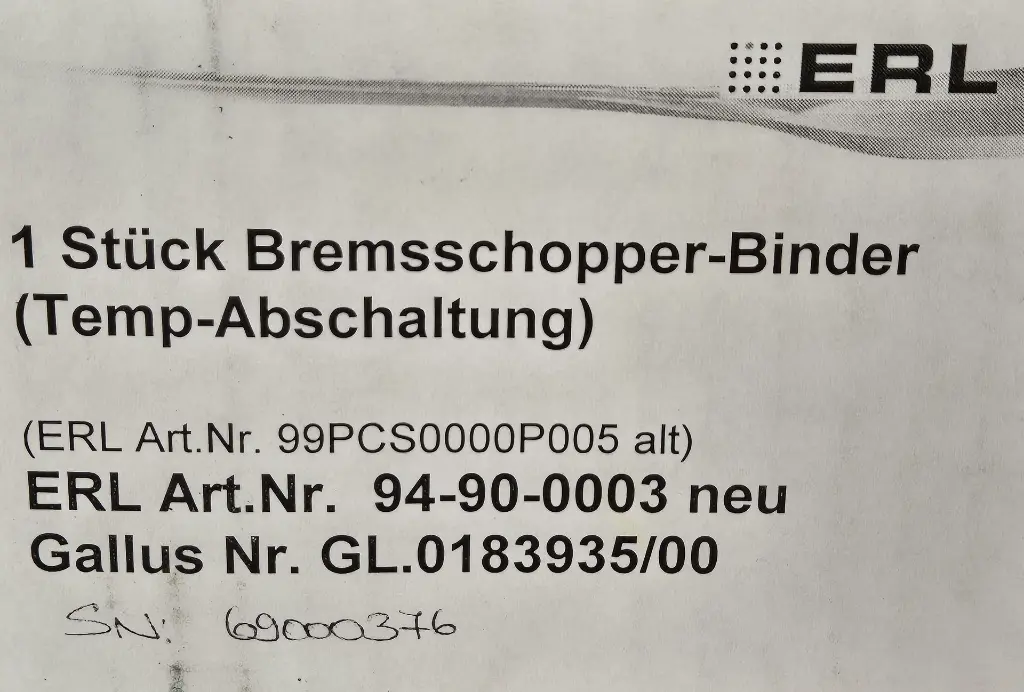 ERL
1 Stück Bremsschopper-Binder
(Temp-Abschaltung)
(ERL Art.Nr. 99PCS0000P005 alt)
ERL Art.Nr. 94-90-0003 neu
Gallus Nr. GL.0183935/00
SN: 69000376